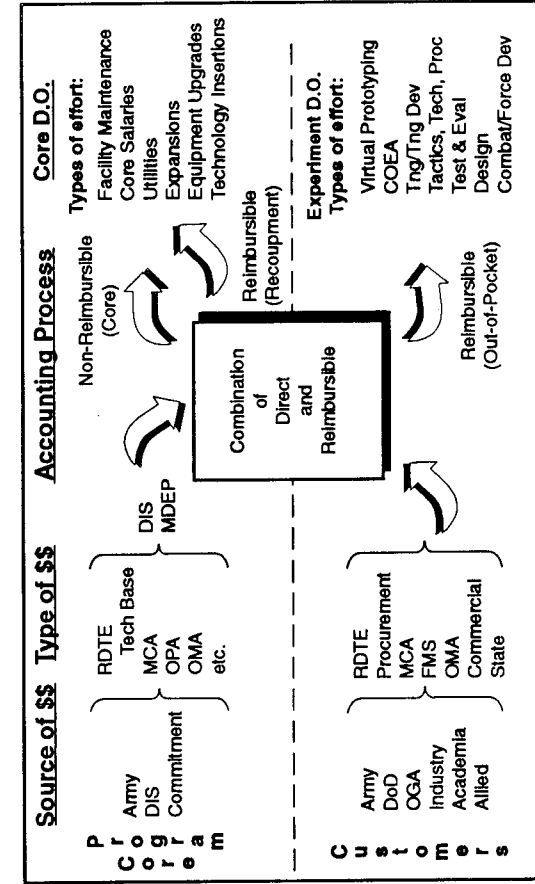 Source of $$
Type of $$
Accounting Process
Core D.O.
Core
Program
Army
DIS
Commitment
RDTE
Tech Base
MCA
OPA
OMA
etc.
DIS
MDEP
Non-Reimbursible
(Core)
Reimbursible
(Recoupment)
Types of effort:
Facility Maintenance
Core Salaries
Utilities
Expansions
Equipment Upgrades
Technology Insertions
Combination
of
Direct
and
Reimbursible
Customers
Army
DoD
OGA
Industry
Academia
Allied
RDTE
Procurement
MCA
FMS
OMA
Commercial
State
Reimbursible
(Out-of-Pocket)
Experiment D.O.
Types of effort:
Virtual Prototyping
COEA
Tng/Tng Dev
Tactics, Tech, Proc
Test & Eval
Design
Combat/Force Dev